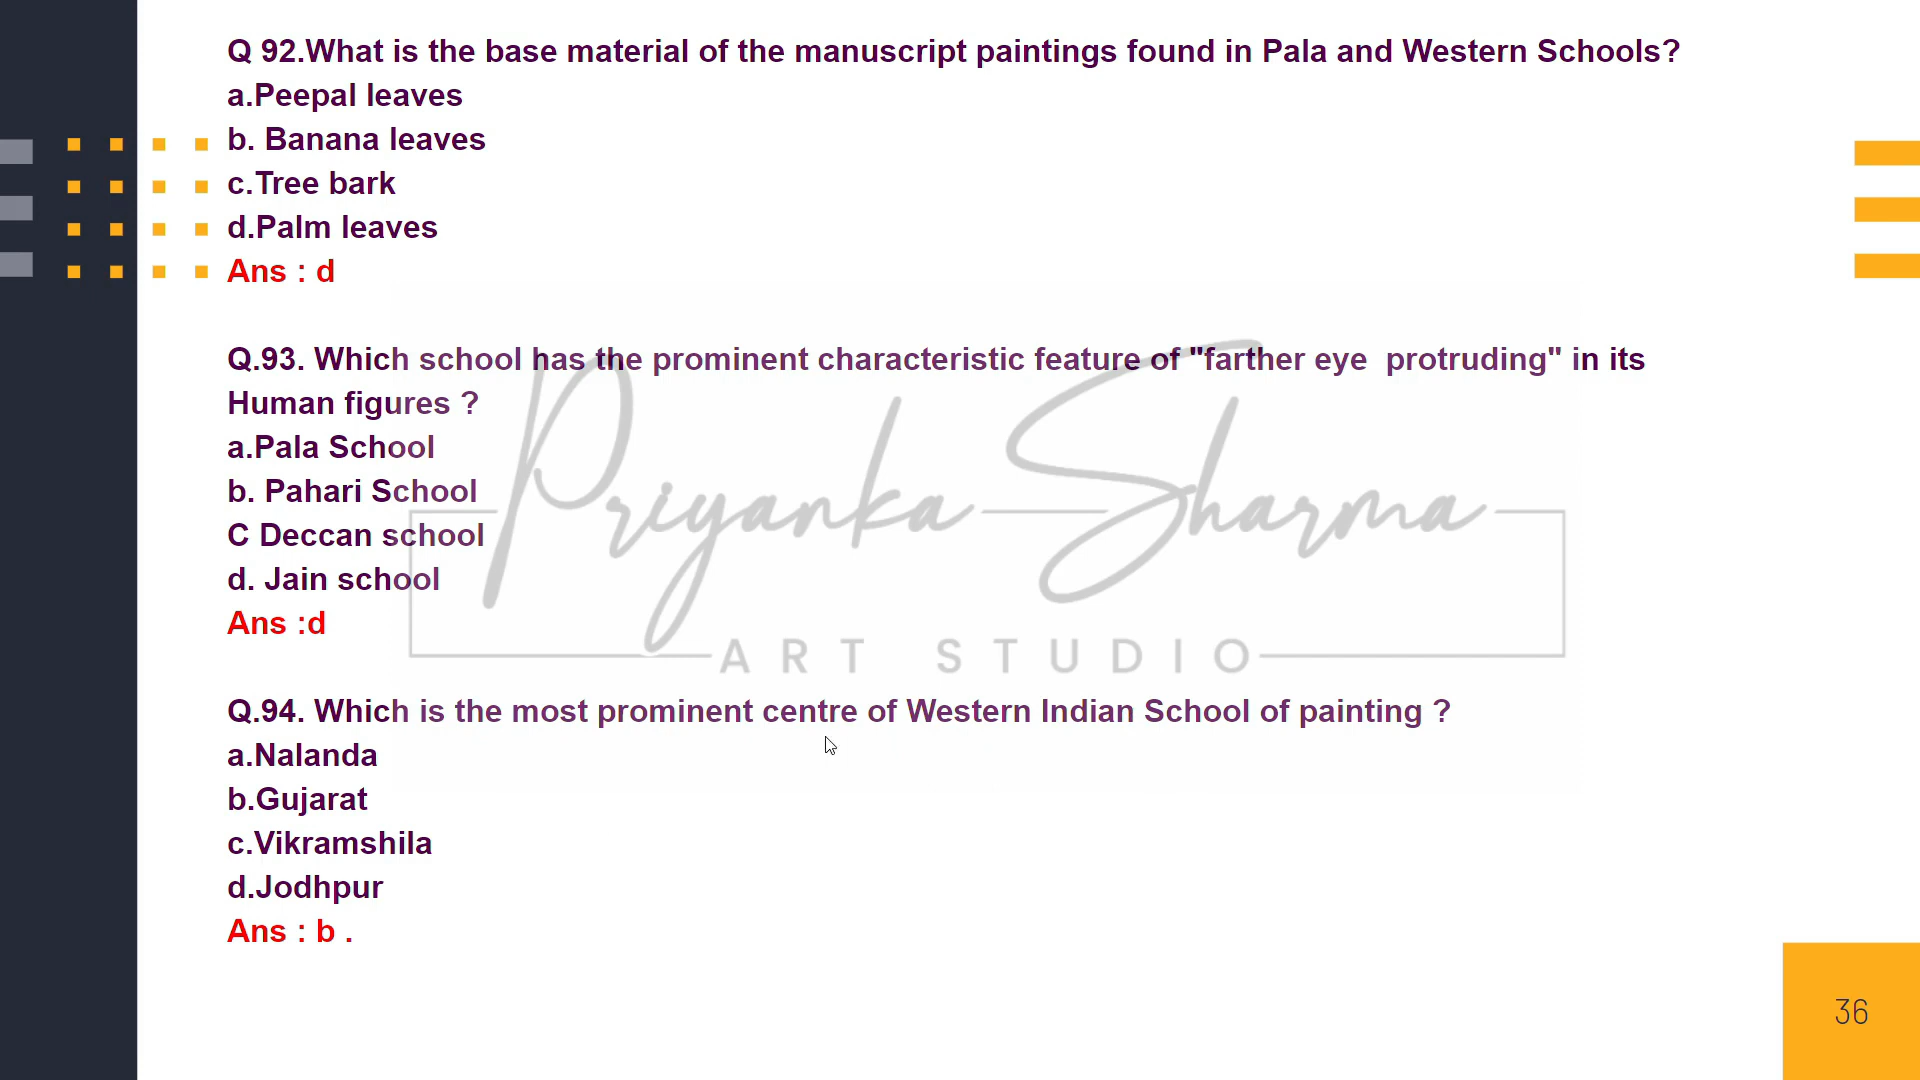 Q 92.What is the base material of the manuscript paintings found in Pala and Western Schools?
a.Peepal leaves
b. Banana leaves
c.Tree bark
d.Palm leaves
Ans : d
Q.93. Which school has the prominent characteristic feature of "farther eye  protruding" in its
Human figures ?
a.Pala School
b. Pahari School
C Deccan school
d. Jain school
Ans :d
Priyanka Sharma
ART STUDIO
Q.94. Which is the most prominent centre of Western Indian School of painting ?
a.Nalanda
b.Gujarat
c.Vikramshila
d.Jodhpur
Ans : b .
36